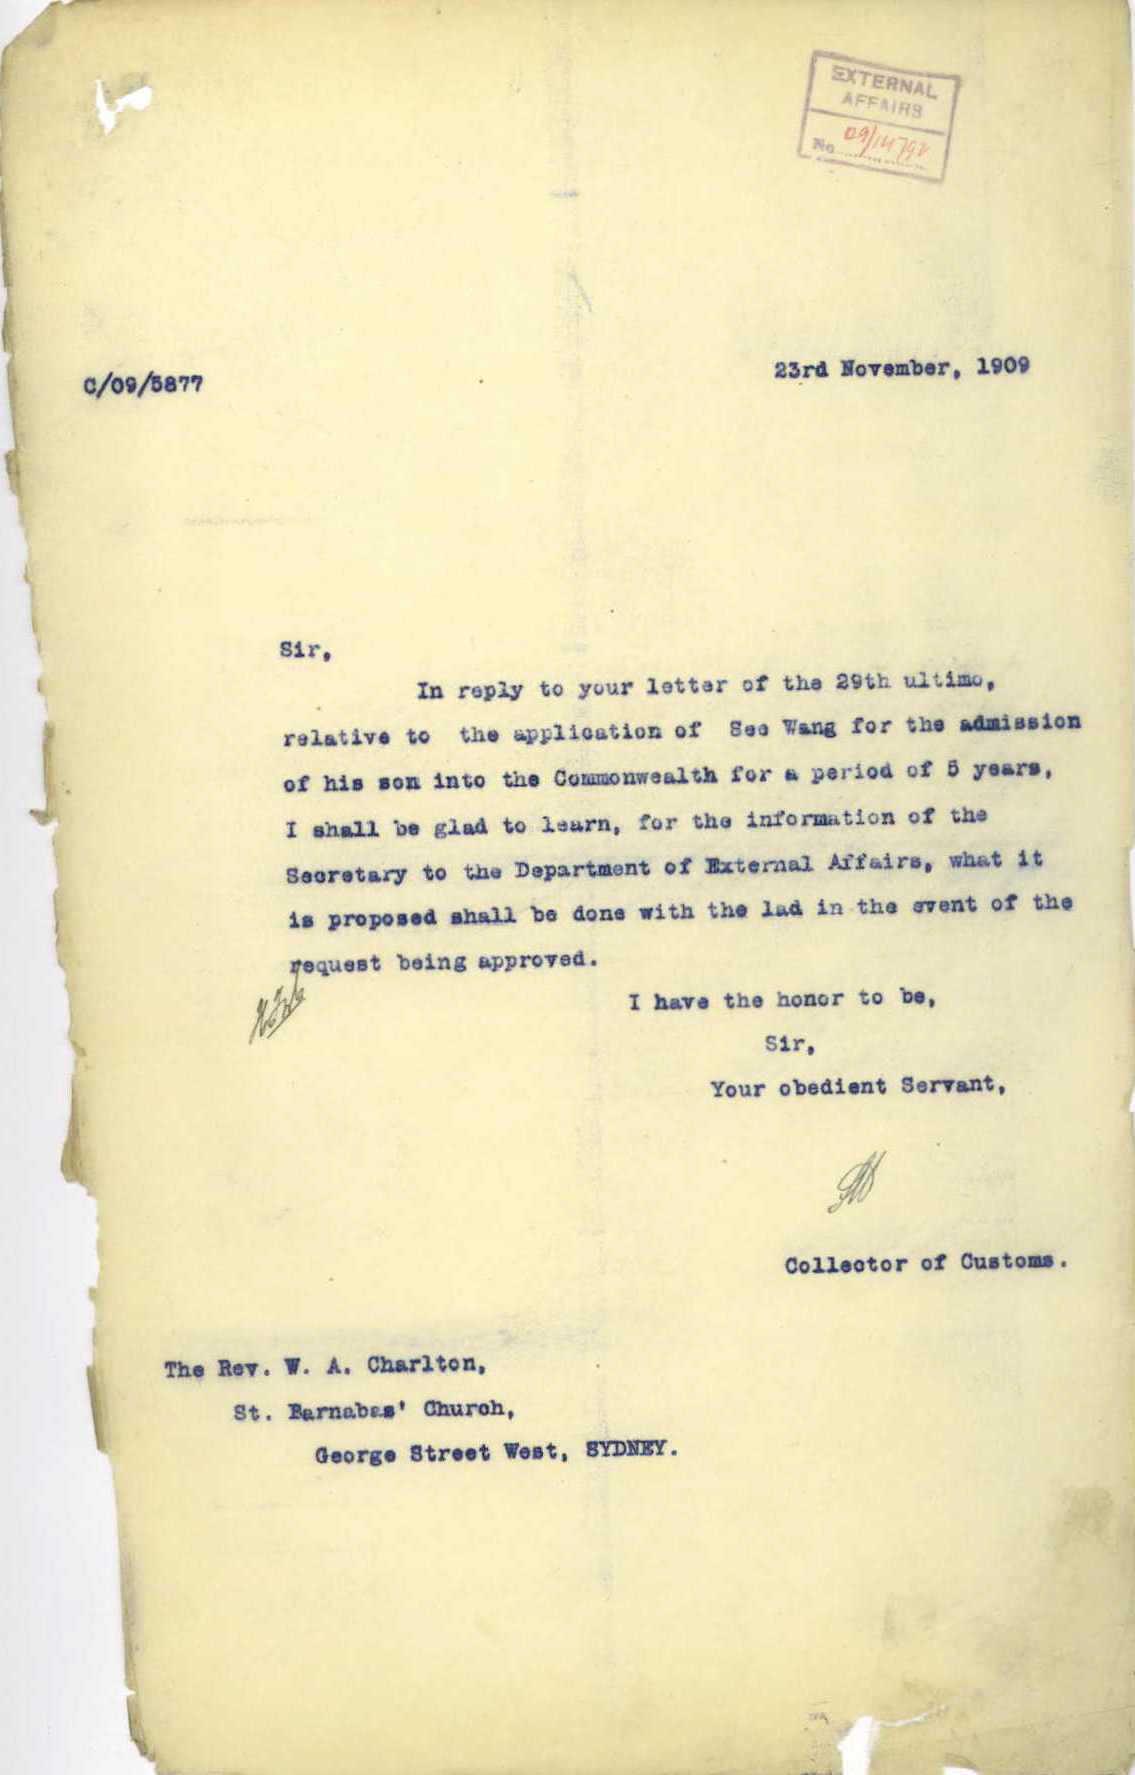 EXTERNAL
AFFAIRS
No 09/14792
C/09/5877
23rd November, 1909
Sir,
In reply to your letter of the 29th ultimo,
relative to the application of See Wang for the admission
of his son into the Commonwealth for a period of 5 years,
I shall be glad to learn, for the information of the
Secretary to the Department of External Affairs, what it
is proposed shall be done with the lad in the event of the
request being approved.
I have the honor to be,
Sir,
Your obedient Servant,
Collector of Customs.
The Rev. W. A. Charlton,
St. Barnabas' Church,
George Street West, SYDNEY.